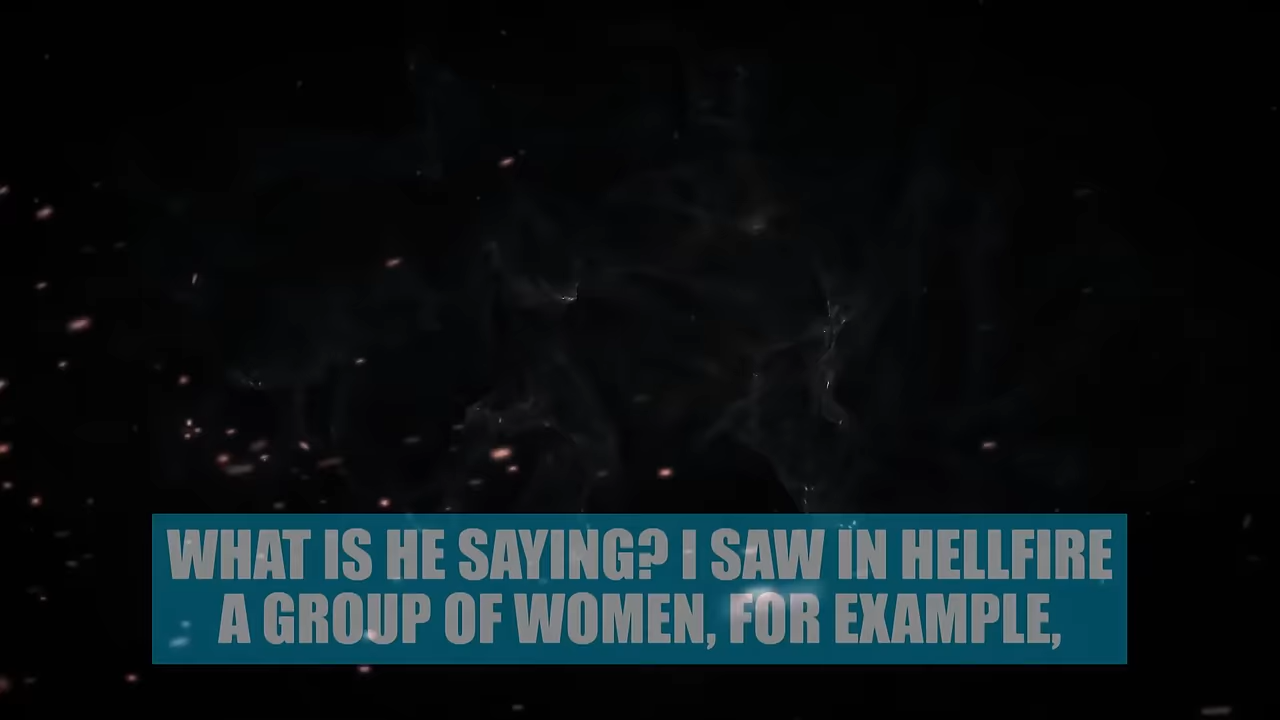 WHAT IS HE SAYING? I SAW IN HELLFIRE
A GROUP OF WOMEN, FOR EXAMPLE,